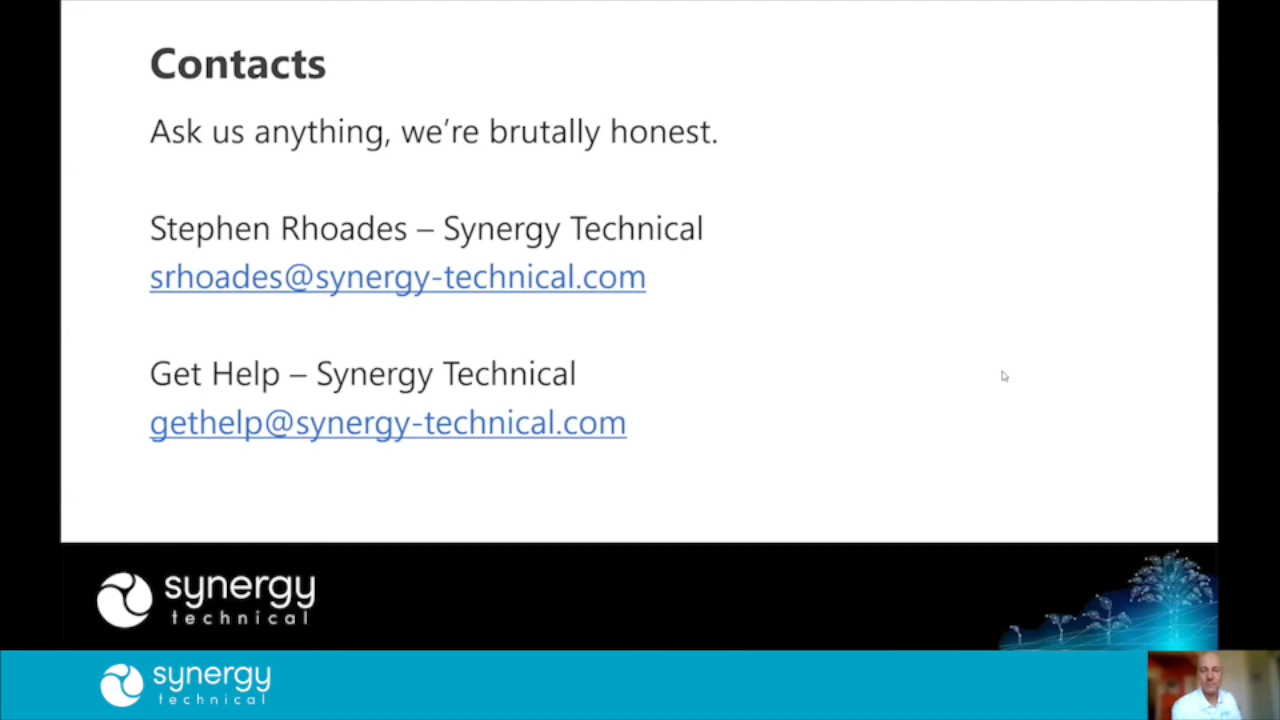 Contacts
Ask us anything, we're brutally honest.
Stephen Rhoades – Synergy Technical
srhoades@synergy-technical.com
Get Help – Synergy Technical
gethelp@synergy-technical.com
synergy
technical
synergy
technical